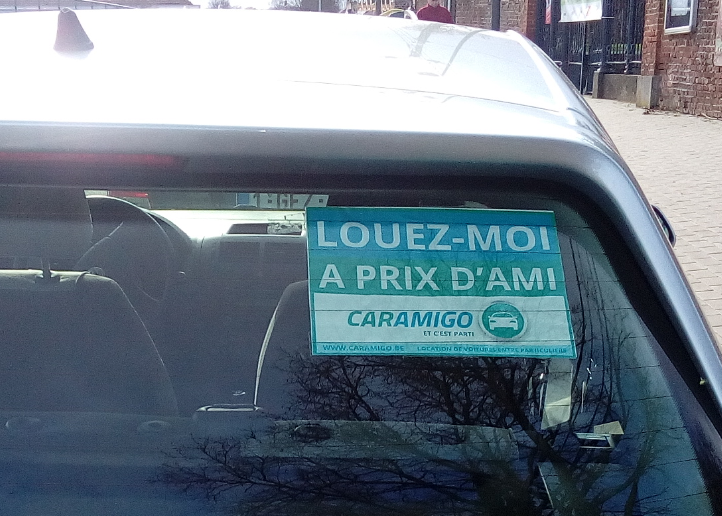 LOUEZ-MOI
A PRIX D'AMI
CARAMIGO
ET C'EST PARTI
WWW.CARAMIGO.BE LOCATION DE VOITURES ENTRE PARTICULIERS